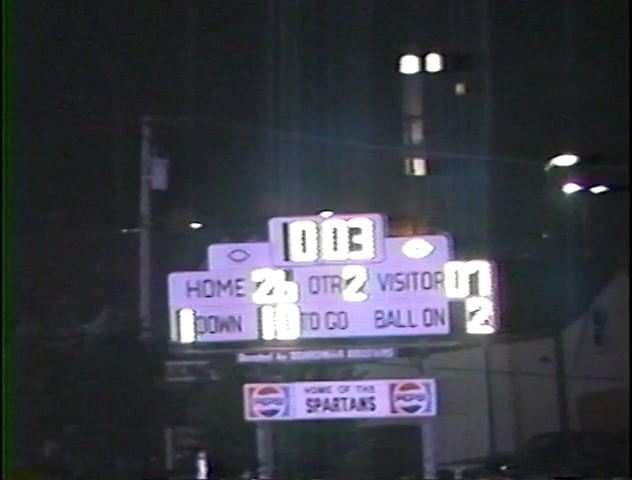 0 03
HOME 26 QTR 2 VISITOR 07
1 DOWN 10 TO GO BALL ON 2
HOME OF THE
PEPSI SPARTANS PEPSI